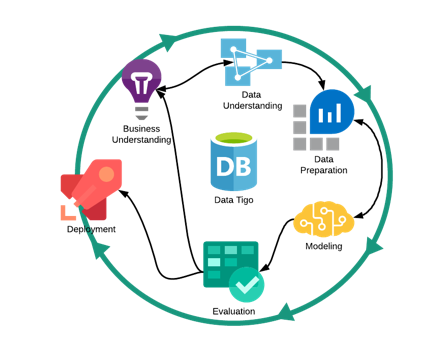 Data
Understanding
Business
Understanding
Data
Preparation
DB
Data Tigo
Deployment
Modeling
Evaluation